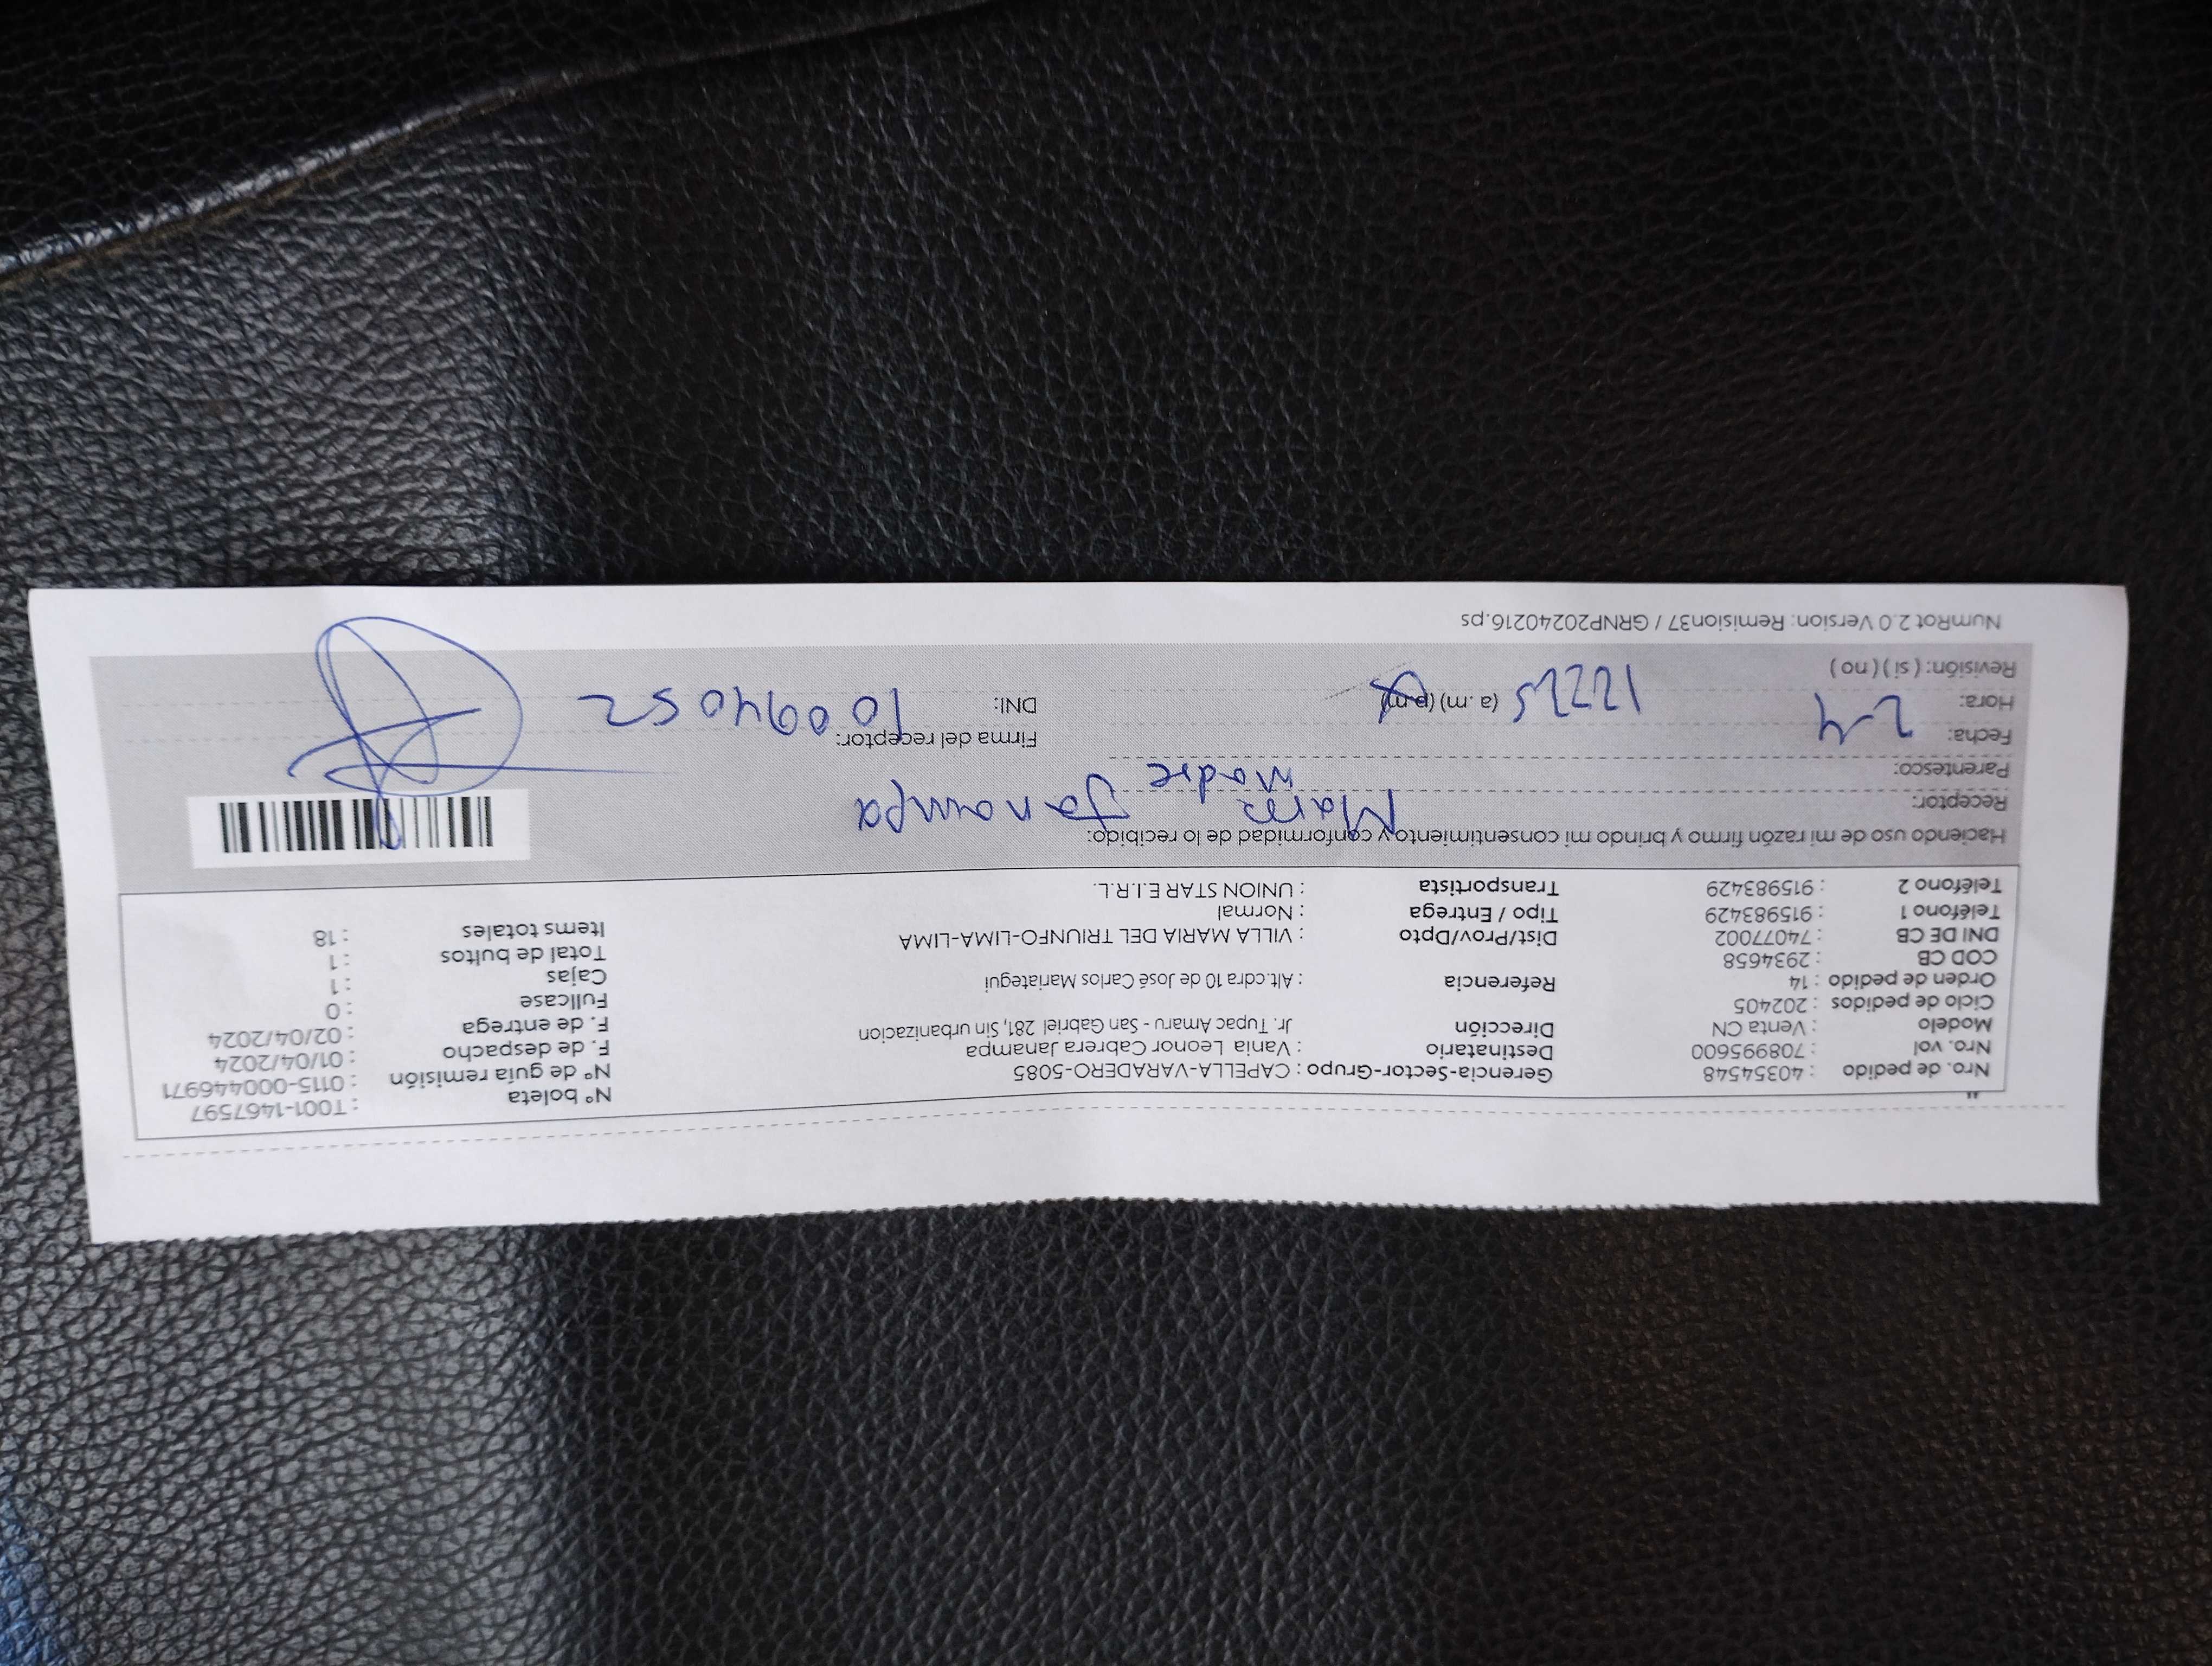 Nro. de pedido : 40354548 Gerencia-Sector-Grupo : CAPELLA-VARADERO-5085 N° boleta : T001-1467597
Nro. vol : 708995600 Destinatario : Vania Leonor Cabrera Janampa N° de guía remisión : 0115-000446971
Modelo : Venta CN Dirección Jr. Tupac Amaru - San Gabriel 281, Sin urbanizacion F. de despacho : 01/04/2024
Ciclo de pedidos : 202405 F. de entrega : 02/04/2024
Orden de pedido : 14 Referencia : Alt.cdra 10 de José Carlos Mariategui Fullcase : 0
COD CB : 2934658 Cajas : 1
DNI DE CB : 74077002 Dist/Prov/Dpto : VILLA MARIA DEL TRIUNFO-LIMA-LIMA Total de bultos : 1
Teléfono 1 : 915983429 Tipo / Entrega : Normal Items totales : 18
Teléfono 2 : 915983429 Transportista : UNION STAR E.I.R.L.
Haciendo uso de mi razón firmo y brindo mi consentimiento y conformidad de lo recibido:
Receptor: Janampa
Parentesco: Madre
Fecha: 2-4 Firma del receptor:
Hora: 12225 (a.m) (p.m) DNI: 10094052
Revisión: ( si ) ( no )
NumRot 2.0 Version: Remision37 / GRNP20240216.ps